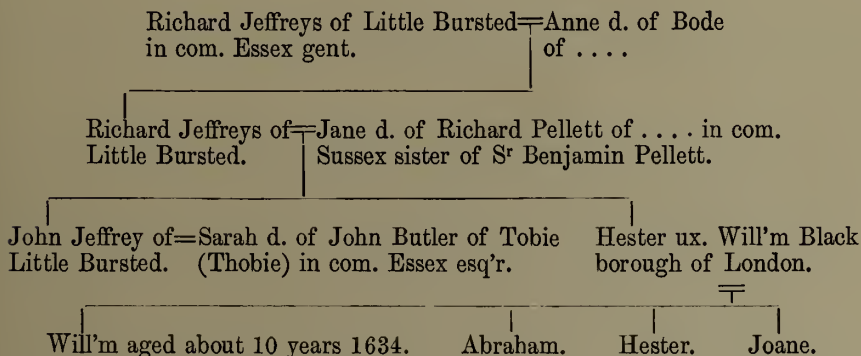 Richard Jeffreys of Little Bursted=Anne d. of Bode
in com. Essex gent. of . . . .
Richard Jeffreys of=Jane d. of Richard Pellett of . . . . in com.
Little Bursted. Sussex sister of Sʳ Benjamin Pellett.
John Jeffrey of=Sarah d. of John Butler of Tobie
Little Bursted. (Thobie) in com. Essex esq'r.
Hester ux. Will'm Black
borough of London.
Will'm aged about 10 years 1634. Abraham. Hester. Joane.